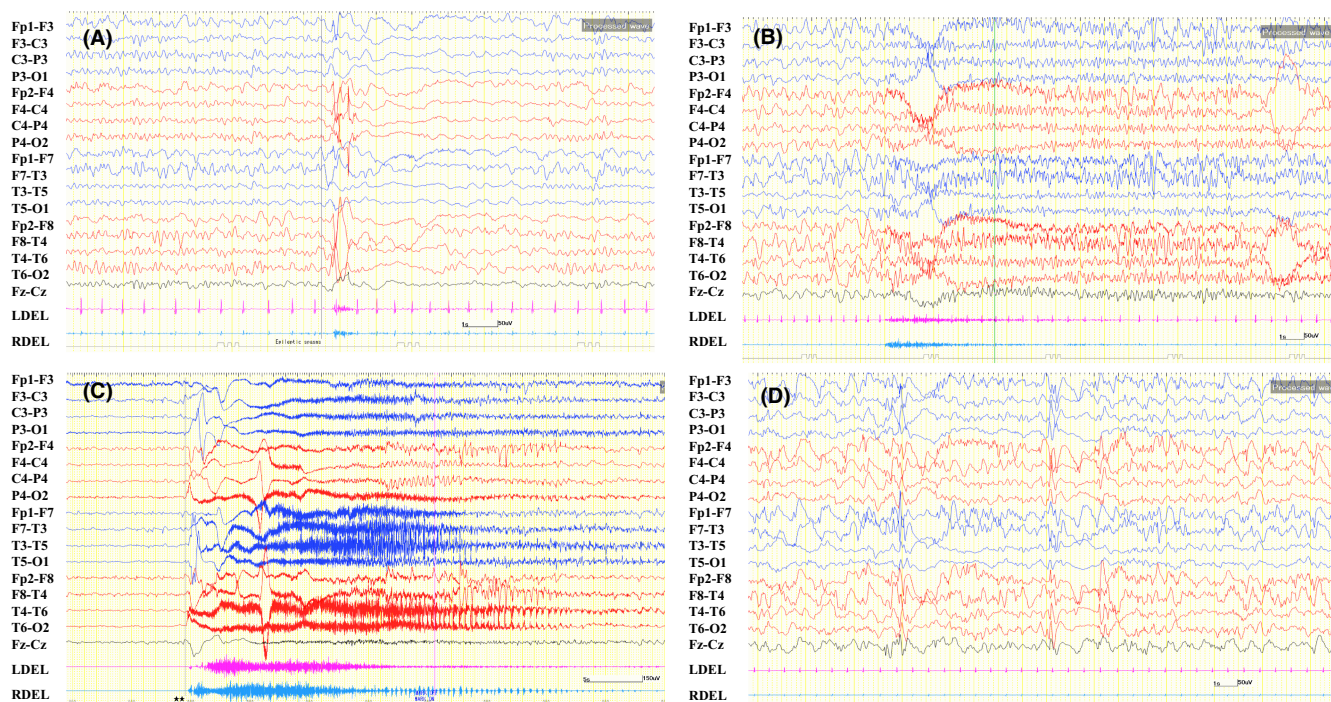 (A)
Processed wave
Fp1-F3
F3-C3
C3-P3
P3-O1
Fp2-F4
F4-C4
C4-P4
P4-O2
Fp1-F7
F7-T3
T3-T5
T5-O1
Fp2-F8
F8-T4
T4-T6
T6-O2
Fz-Cz
LDEL
RDEL
1s 50uV
Epileptic spasms
(B)
Processed wave
Fp1-F3
F3-C3
C3-P3
P3-O1
Fp2-F4
F4-C4
C4-P4
P4-O2
Fp1-F7
F7-T3
T3-T5
T5-O1
Fp2-F8
F8-T4
T4-T6
T6-O2
Fz-Cz
LDEL
RDEL
1s 50uV
(C)
Fp1-F3
F3-C3
C3-P3
P3-O1
Fp2-F4
F4-C4
C4-P4
P4-O2
Fp1-F7
F7-T3
T3-T5
T5-O1
Fp2-F8
F8-T4
T4-T6
T6-O2
Fz-Cz
LDEL
RDEL
5s 150uV
★★
(D)
Processed wa
Fp1-F3
F3-C3
C3-P3
P3-O1
Fp2-F4
F4-C4
C4-P4
P4-O2
Fp1-F7
F7-T3
T3-T5
T5-O1
Fp2-F8
F8-T4
T4-T6
T6-O2
Fz-Cz
LDEL
RDEL
1s 50uV